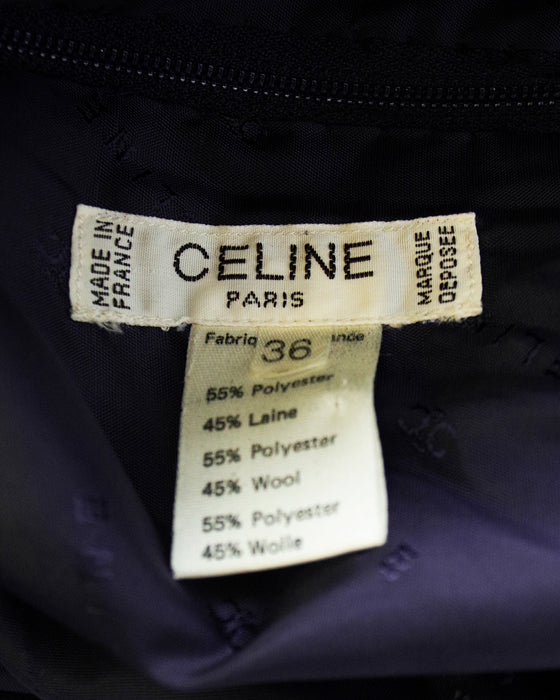 MADE IN
FRANCE
CELINE
PARIS
MARQUE
DEPOSEE
36
55% Polyester
45% Laine
55% Polyester
45% Wool
55% Polyester
45% Wolle